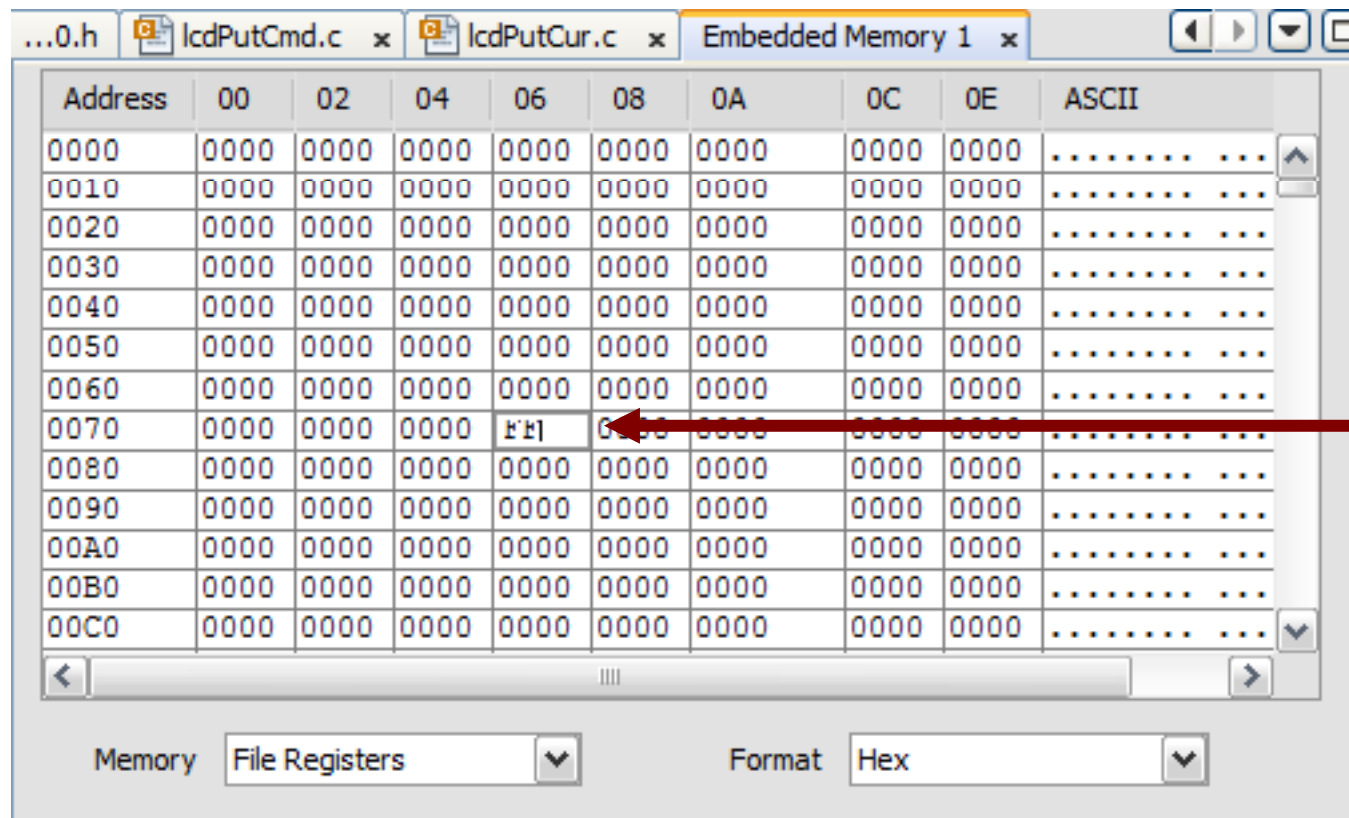 ...0.h lcdPutCmd.c x lcdPutCur.c x Embedded Memory 1 x
Address 00 02 04 06 08 0A 0C 0E ASCII
0000 0000 0000 0000 0000 0000 0000 0000 0000 ........ ...
0010 0000 0000 0000 0000 0000 0000 0000 0000 ........ ...
0020 0000 0000 0000 0000 0000 0000 0000 0000 ........ ...
0030 0000 0000 0000 0000 0000 0000 0000 0000 ........ ...
0040 0000 0000 0000 0000 0000 0000 0000 0000 ........ ...
0050 0000 0000 0000 0000 0000 0000 0000 0000 ........ ...
0060 0000 0000 0000 0000 0000 0000 0000 0000 ........ ...
0070 0000 0000 0000 0000 0000 0000 0000 ........ ...
0080 0000 0000 0000 0000 0000 0000 0000 0000 ........ ...
0090 0000 0000 0000 0000 0000 0000 0000 0000 ........ ...
00A0 0000 0000 0000 0000 0000 0000 0000 0000 ........ ...
00B0 0000 0000 0000 0000 0000 0000 0000 0000 ........ ...
00C0 0000 0000 0000 0000 0000 0000 0000 0000 ........ ...
Memory File Registers Format Hex